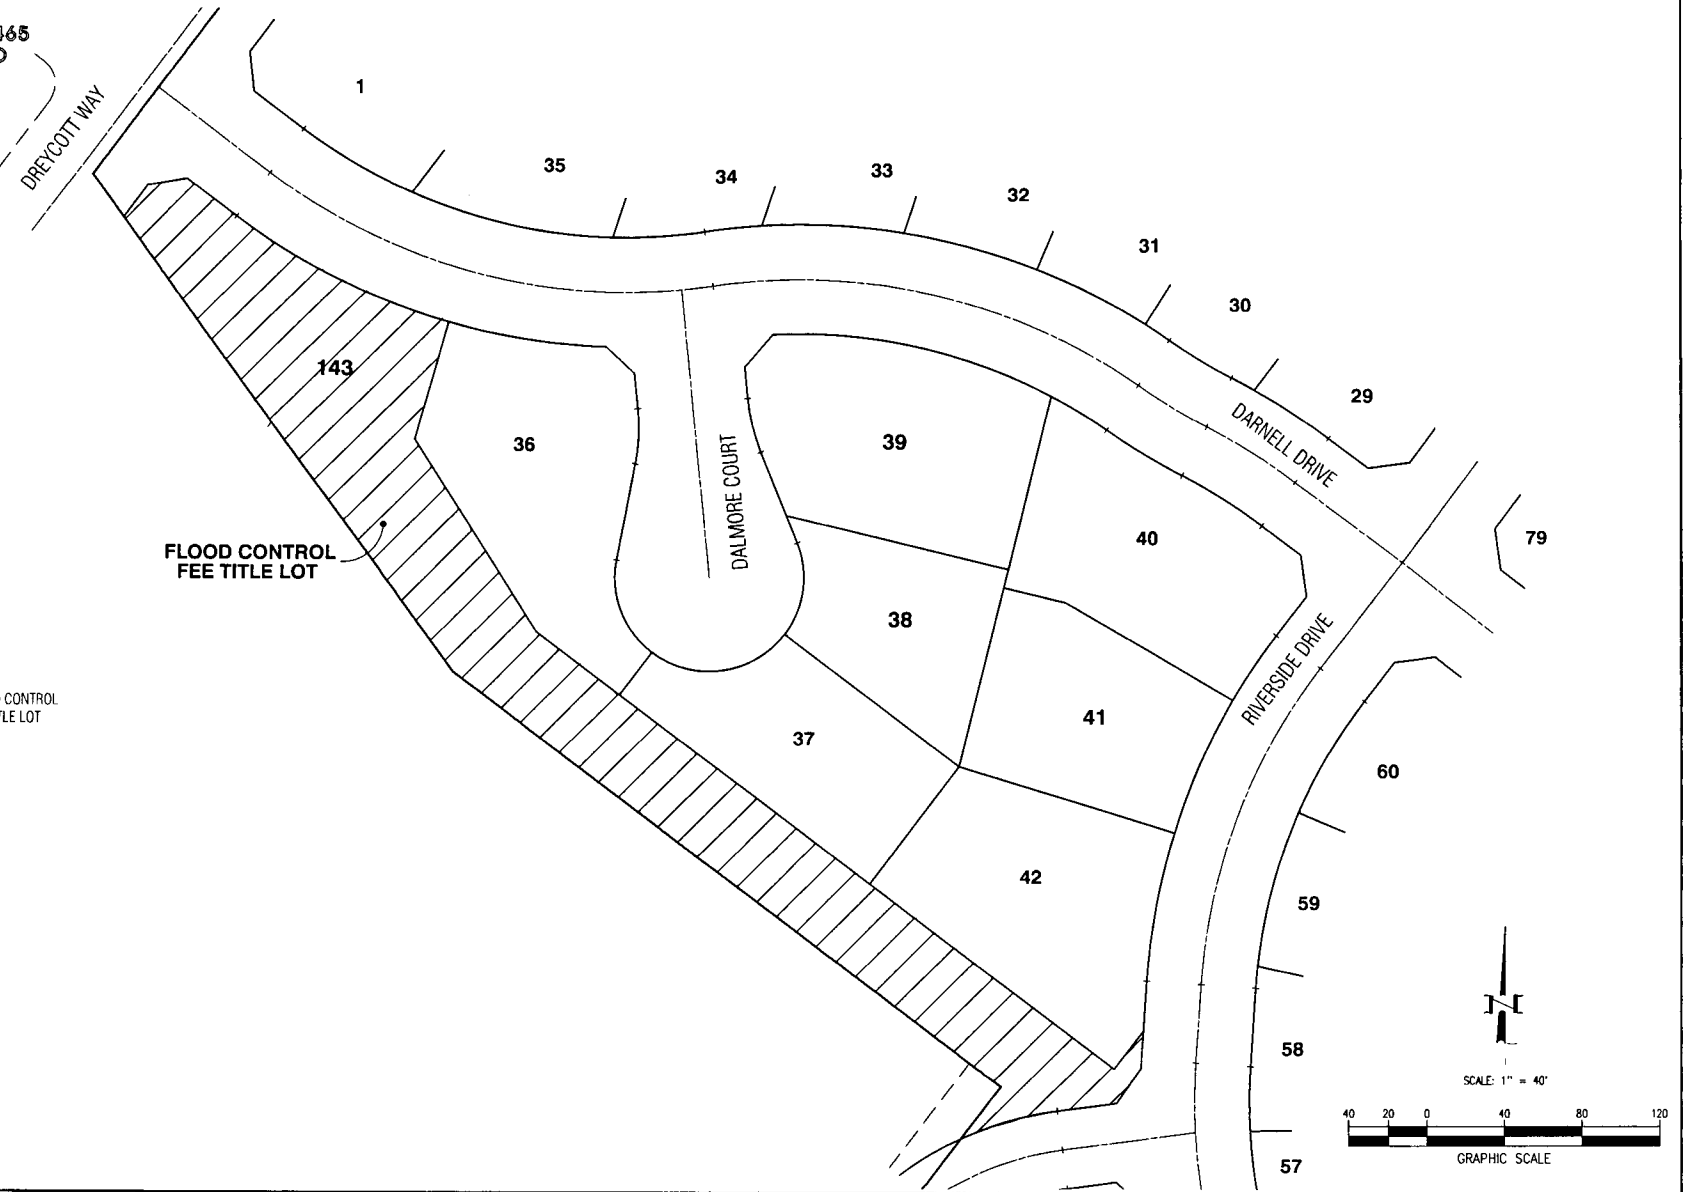 465
DREYCOTT WAY
1
35
34
33
32
31
30
29
143
36
DALMORE COURT
39
DARNELL DRIVE
40
79
FLOOD CONTROL
FEE TITLE LOT
38
RIVERSIDE DRIVE
CONTROL
TLE LOT
37
41
60
42
59
58
57
N
SCALE: 1" = 40'
40 20 0 40 80 120
GRAPHIC SCALE